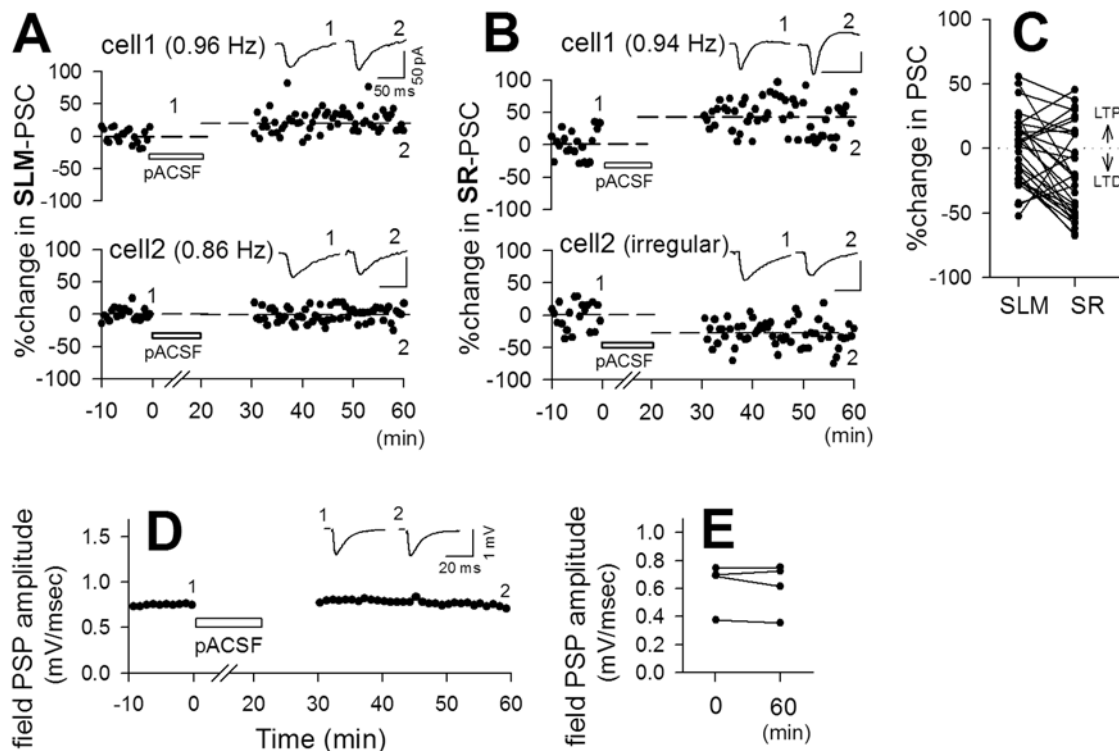 A
cell1 (0.96 Hz)
1
2
50 ms
50 pA
%change in SLM-PSC
100
50
0
-50
-100
1
2
pACSF
cell2 (0.86 Hz)
1
2
100
50
0
-50
-100
1
2
pACSF
-10
0
20
30
40
50
60
(min)
B
cell1 (0.94 Hz)
1
2
%change in SR-PSC
100
50
0
-50
-100
1
2
pACSF
cell2 (irregular)
1
2
100
50
0
-50
-100
1
2
pACSF
-10
0
20
30
40
50
60
(min)
C
%change in PSC
100
50
0
-50
-100
LTP
LTD
SLM
SR
D
field PSP amplitude
(mV/msec)
1.5
1.0
0.5
0.0
1
2
20 ms
1 mV
1
2
pACSF
-10
0
20
30
40
50
60
Time (min)
E
field PSP amplitude
(mV/msec)
1.0
0.8
0.6
0.4
0.2
0.0
0
60
(min)